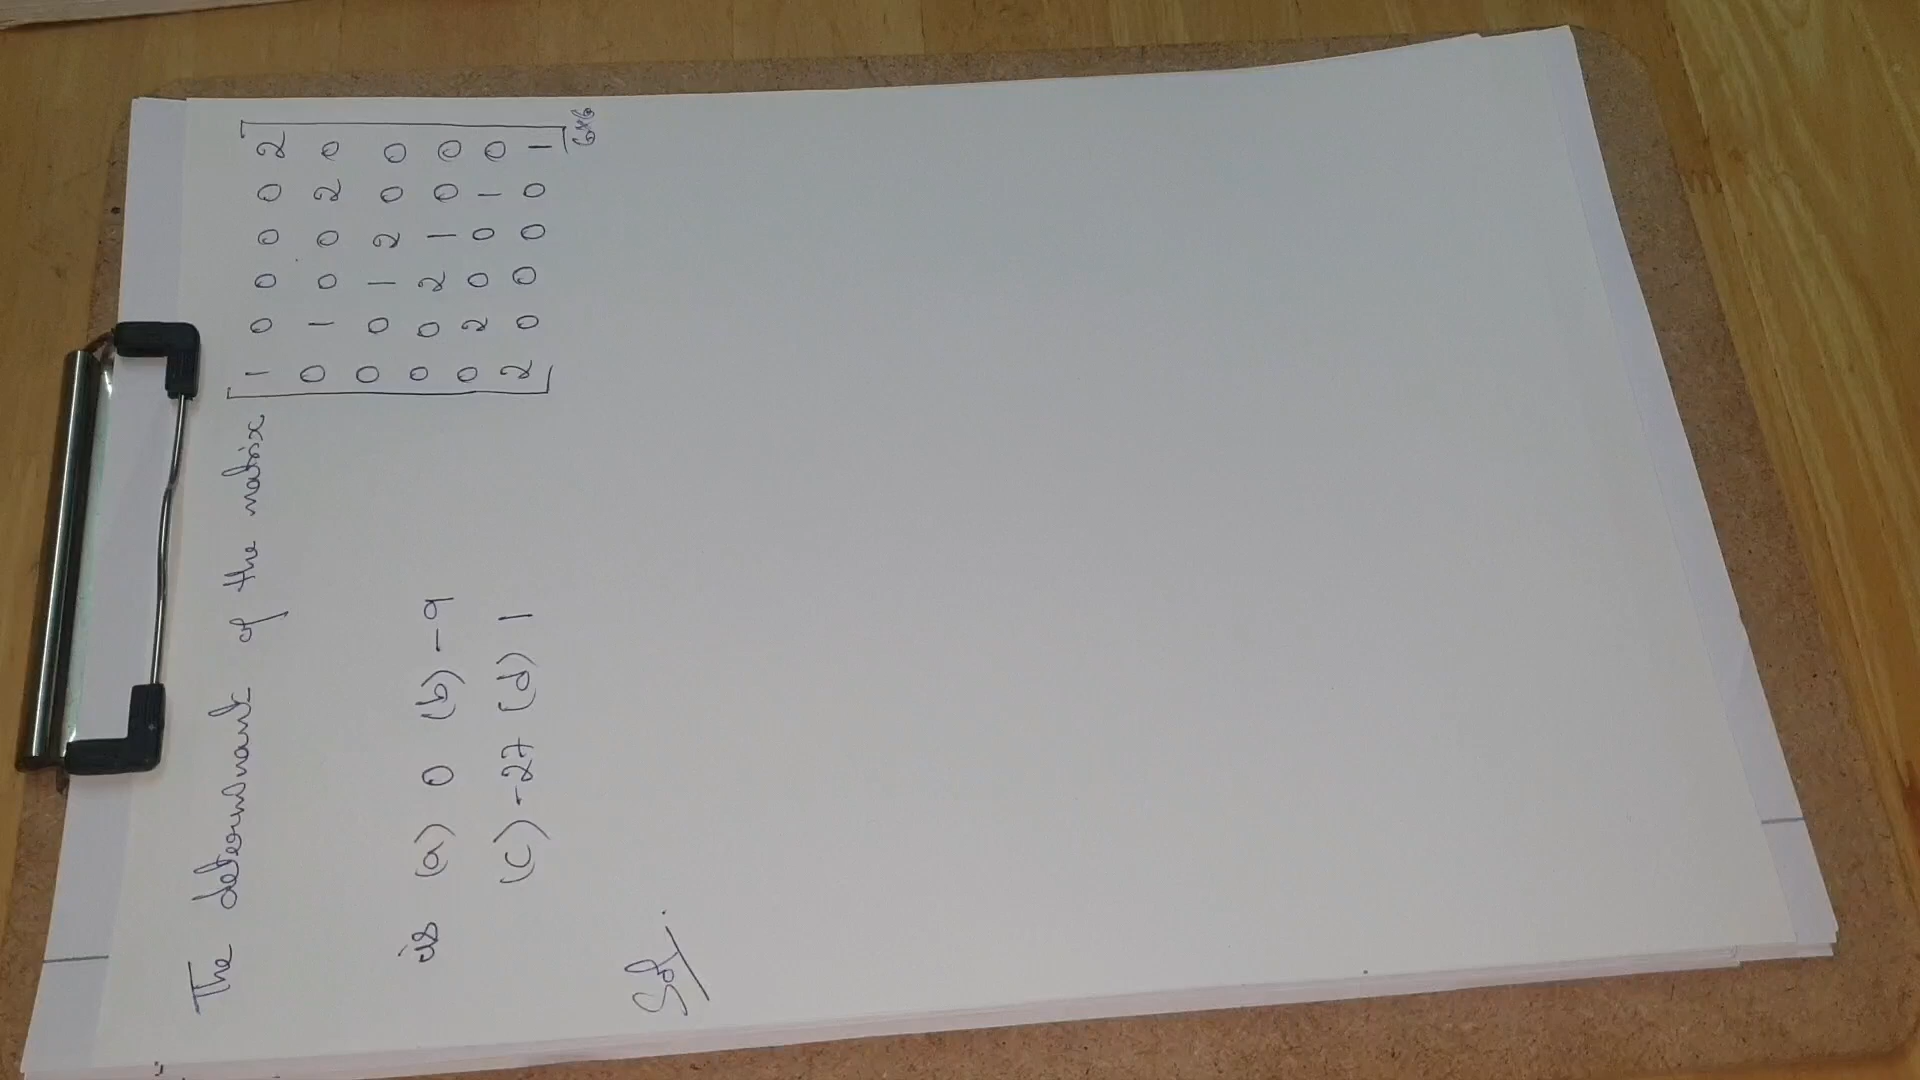 The determinant of the matrix
1 0 0 0 0 2
0 1 0 0 2 0
0 0 1 2 0 0
0 0 2 1 0 0
0 2 0 0 1 0
2 0 0 0 0 1
6×6
is (a) 0 (b) -9
(c) -27 (d) 1
Sol.